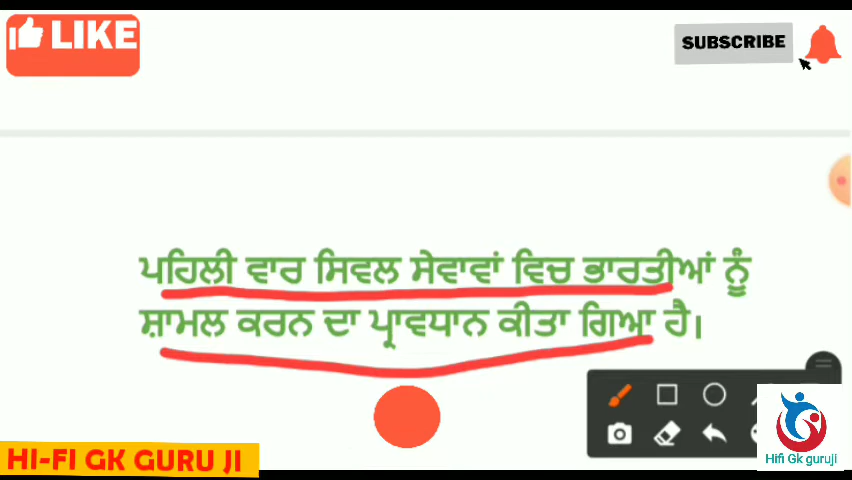 LIKE
SUBSCRIBE
ਪਹਿਲੀ ਵਾਰ ਸਿਵਲ ਸੇਵਾਵਾਂ ਵਿਚ ਭਾਰਤੀਆਂ ਨੂੰ
ਸ਼ਾਮਲ ਕਰਨ ਦਾ ਪ੍ਰਾਵਧਾਨ ਕੀਤਾ ਗਿਆ ਹੈ।
HI-FI GK GURU JI
Hifi Gk guruji